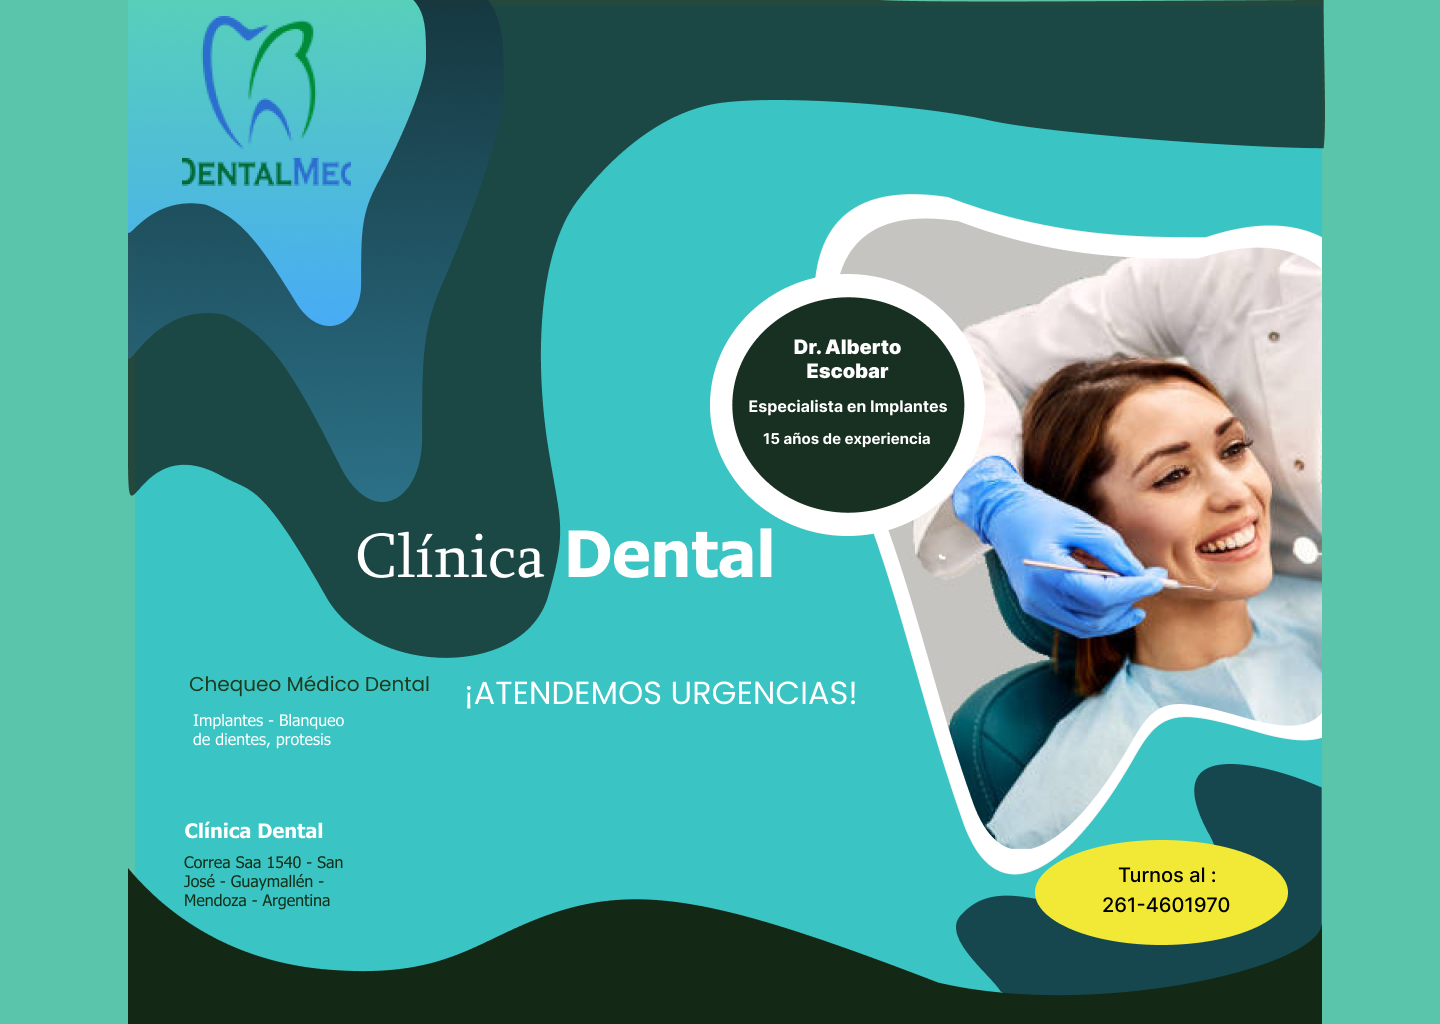 DENTALMEC
Dr. Alberto
Escobar
Especialista en Implantes
15 años de experiencia
Clínica Dental
Chequeo Médico Dental
¡ATENDEMOS URGENCIAS!
Implantes - Blanqueo
de dientes, protesis
Clínica Dental
Correa Saa 1540 - San
José - Guaymallén -
Mendoza - Argentina
Turnos al :
261-4601970